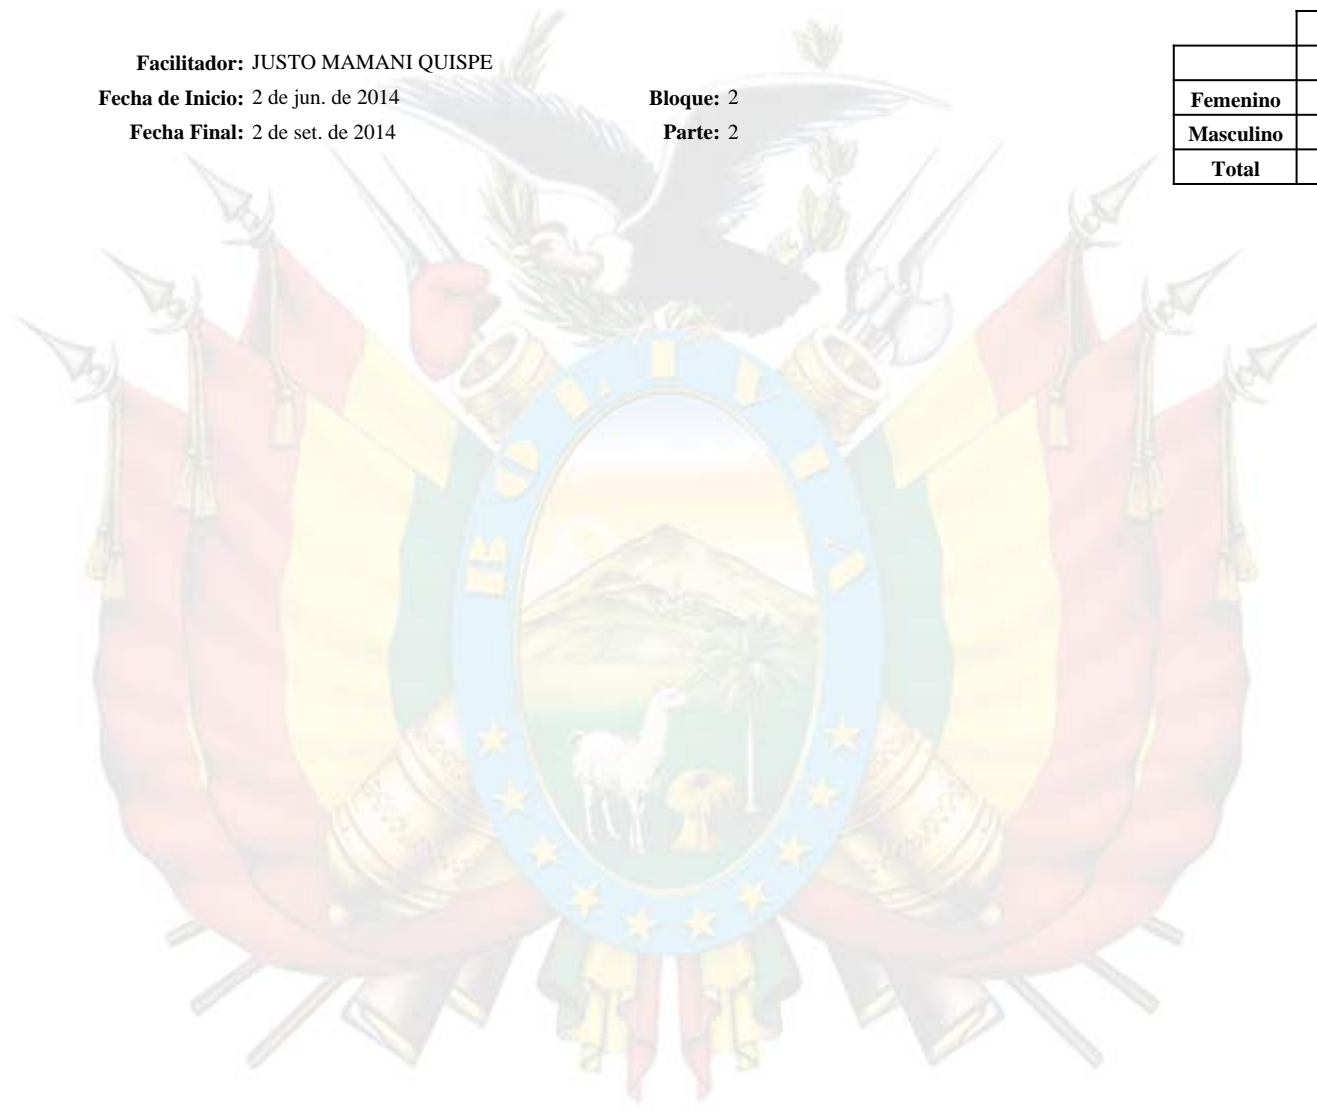 Facilitador: JUSTO MAMANI QUISPE
Fecha de Inicio: 2 de jun. de 2014 Bloque: 2
Fecha Final: 2 de set. de 2014 Parte: 2
Femenino
Masculino
Total
BOLIVIA